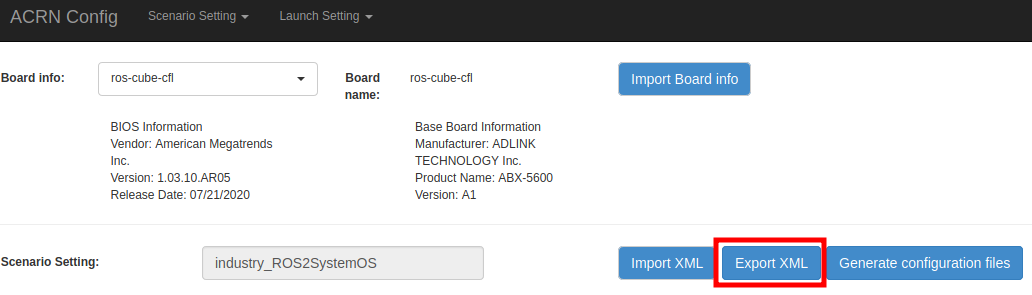 ACRN Config Scenario Setting Launch Setting
Board info: ros-cube-cfl Board name: ros-cube-cfl Import Board info
BIOS Information
Vendor: American Megatrends
Inc.
Version: 1.03.10.AR05
Release Date: 07/21/2020
Base Board Information
Manufacturer: ADLINK
TECHNOLOGY Inc.
Product Name: ABX-5600
Version: A1
Scenario Setting: industry_ROS2SystemOS Import XML Export XML Generate configuration files